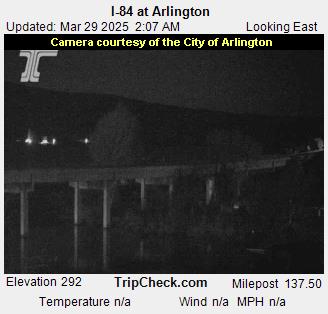 I-84 at Arlington
Updated: Mar 29 2025 2:07 AM Looking East
Camera courtesy of the City of Arlington
Elevation 292 TripCheck.com Milepost 137.50
Temperature n/a Wind n/a MPH n/a